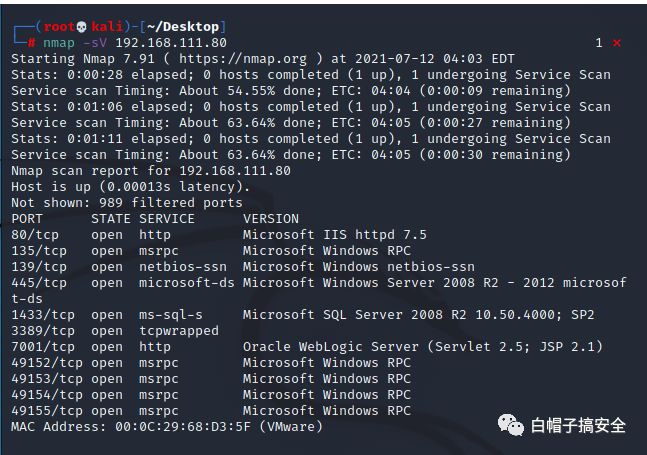 ┌──(root💀kali)-[~/Desktop]
└─# nmap -sV 192.168.111.80 1 ⨯
Starting Nmap 7.91 ( https://nmap.org ) at 2021-07-12 04:03 EDT
Stats: 0:00:28 elapsed; 0 hosts completed (1 up), 1 undergoing Service Scan
Service scan Timing: About 54.55% done; ETC: 04:04 (0:00:09 remaining)
Stats: 0:01:06 elapsed; 0 hosts completed (1 up), 1 undergoing Service Scan
Service scan Timing: About 63.64% done; ETC: 04:05 (0:00:27 remaining)
Stats: 0:01:11 elapsed; 0 hosts completed (1 up), 1 undergoing Service Scan
Service scan Timing: About 63.64% done; ETC: 04:05 (0:00:30 remaining)
Nmap scan report for 192.168.111.80
Host is up (0.00013s latency).
Not shown: 989 filtered ports
PORT STATE SERVICE VERSION
80/tcp open http Microsoft IIS httpd 7.5
135/tcp open msrpc Microsoft Windows RPC
139/tcp open netbios-ssn Microsoft Windows netbios-ssn
445/tcp open microsoft-ds Microsoft Windows Server 2008 R2 - 2012 microsof
t-ds
1433/tcp open ms-sql-s Microsoft SQL Server 2008 R2 10.50.4000; SP2
3389/tcp open tcpwrapped
7001/tcp open http Oracle WebLogic Server (Servlet 2.5; JSP 2.1)
49152/tcp open msrpc Microsoft Windows RPC
49153/tcp open msrpc Microsoft Windows RPC
49154/tcp open msrpc Microsoft Windows RPC
49155/tcp open msrpc Microsoft Windows RPC
MAC Address: 00:0C:29:68:D3:5F (VMware)
白帽子搞安全